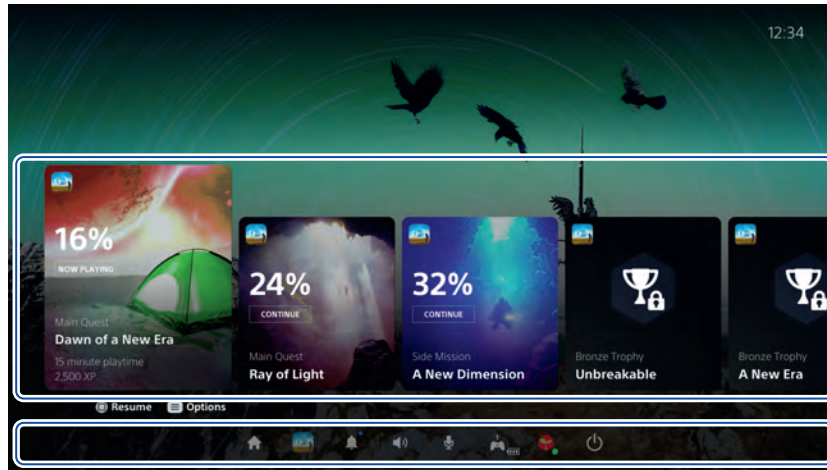 12:34
16%
NOW PLAYING
Main Quest
Dawn of a New Era
15 minute playtime
2,500 XP
24%
CONTINUE
Main Quest
Ray of Light
32%
CONTINUE
Side Mission
A New Dimension
Bronze Trophy
Unbreakable
Bronze Trophy
A New Era
Resume Options